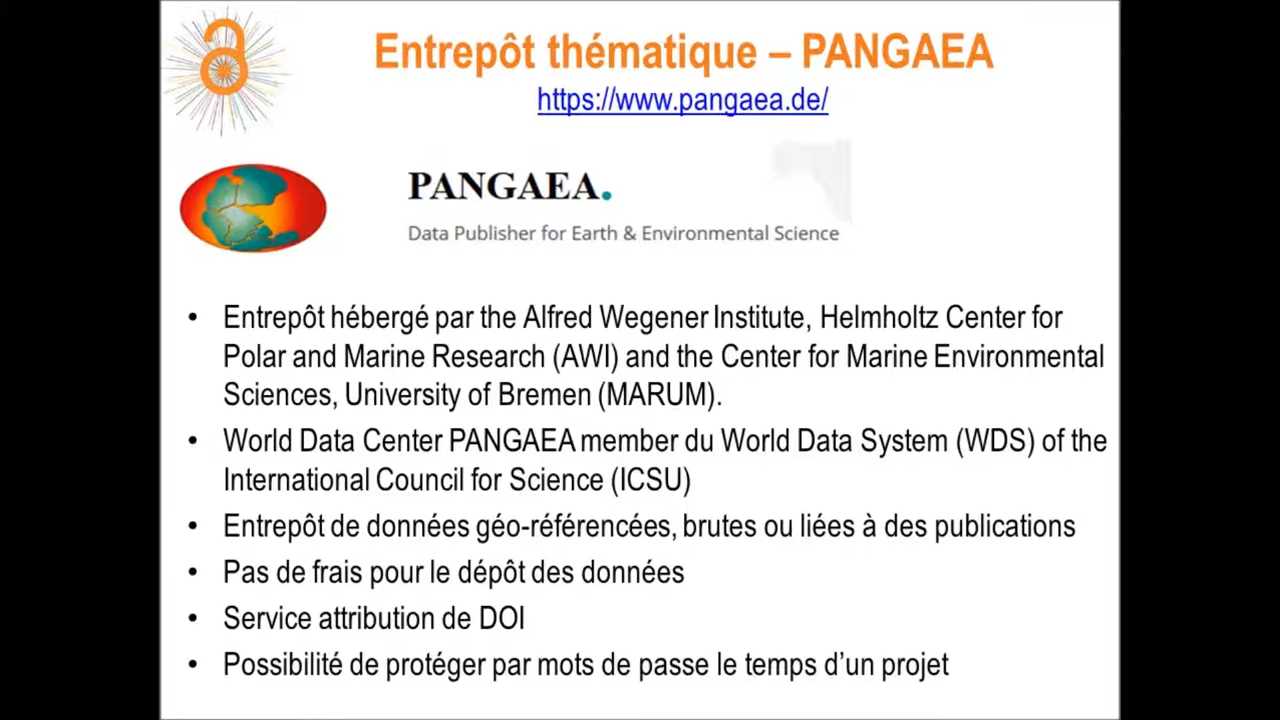 Entrepôt thématique – PANGAEA
https://www.pangaea.de/
PANGAEA.
Data Publisher for Earth & Environmental Science
• Entrepôt hébergé par the Alfred Wegener Institute, Helmholtz Center for
Polar and Marine Research (AWI) and the Center for Marine Environmental
Sciences, University of Bremen (MARUM).
• World Data Center PANGAEA member du World Data System (WDS) of the
International Council for Science (ICSU)
• Entrepôt de données géo-référencées, brutes ou liées à des publications
• Pas de frais pour le dépôt des données
• Service attribution de DOI
• Possibilité de protéger par mots de passe le temps d’un projet